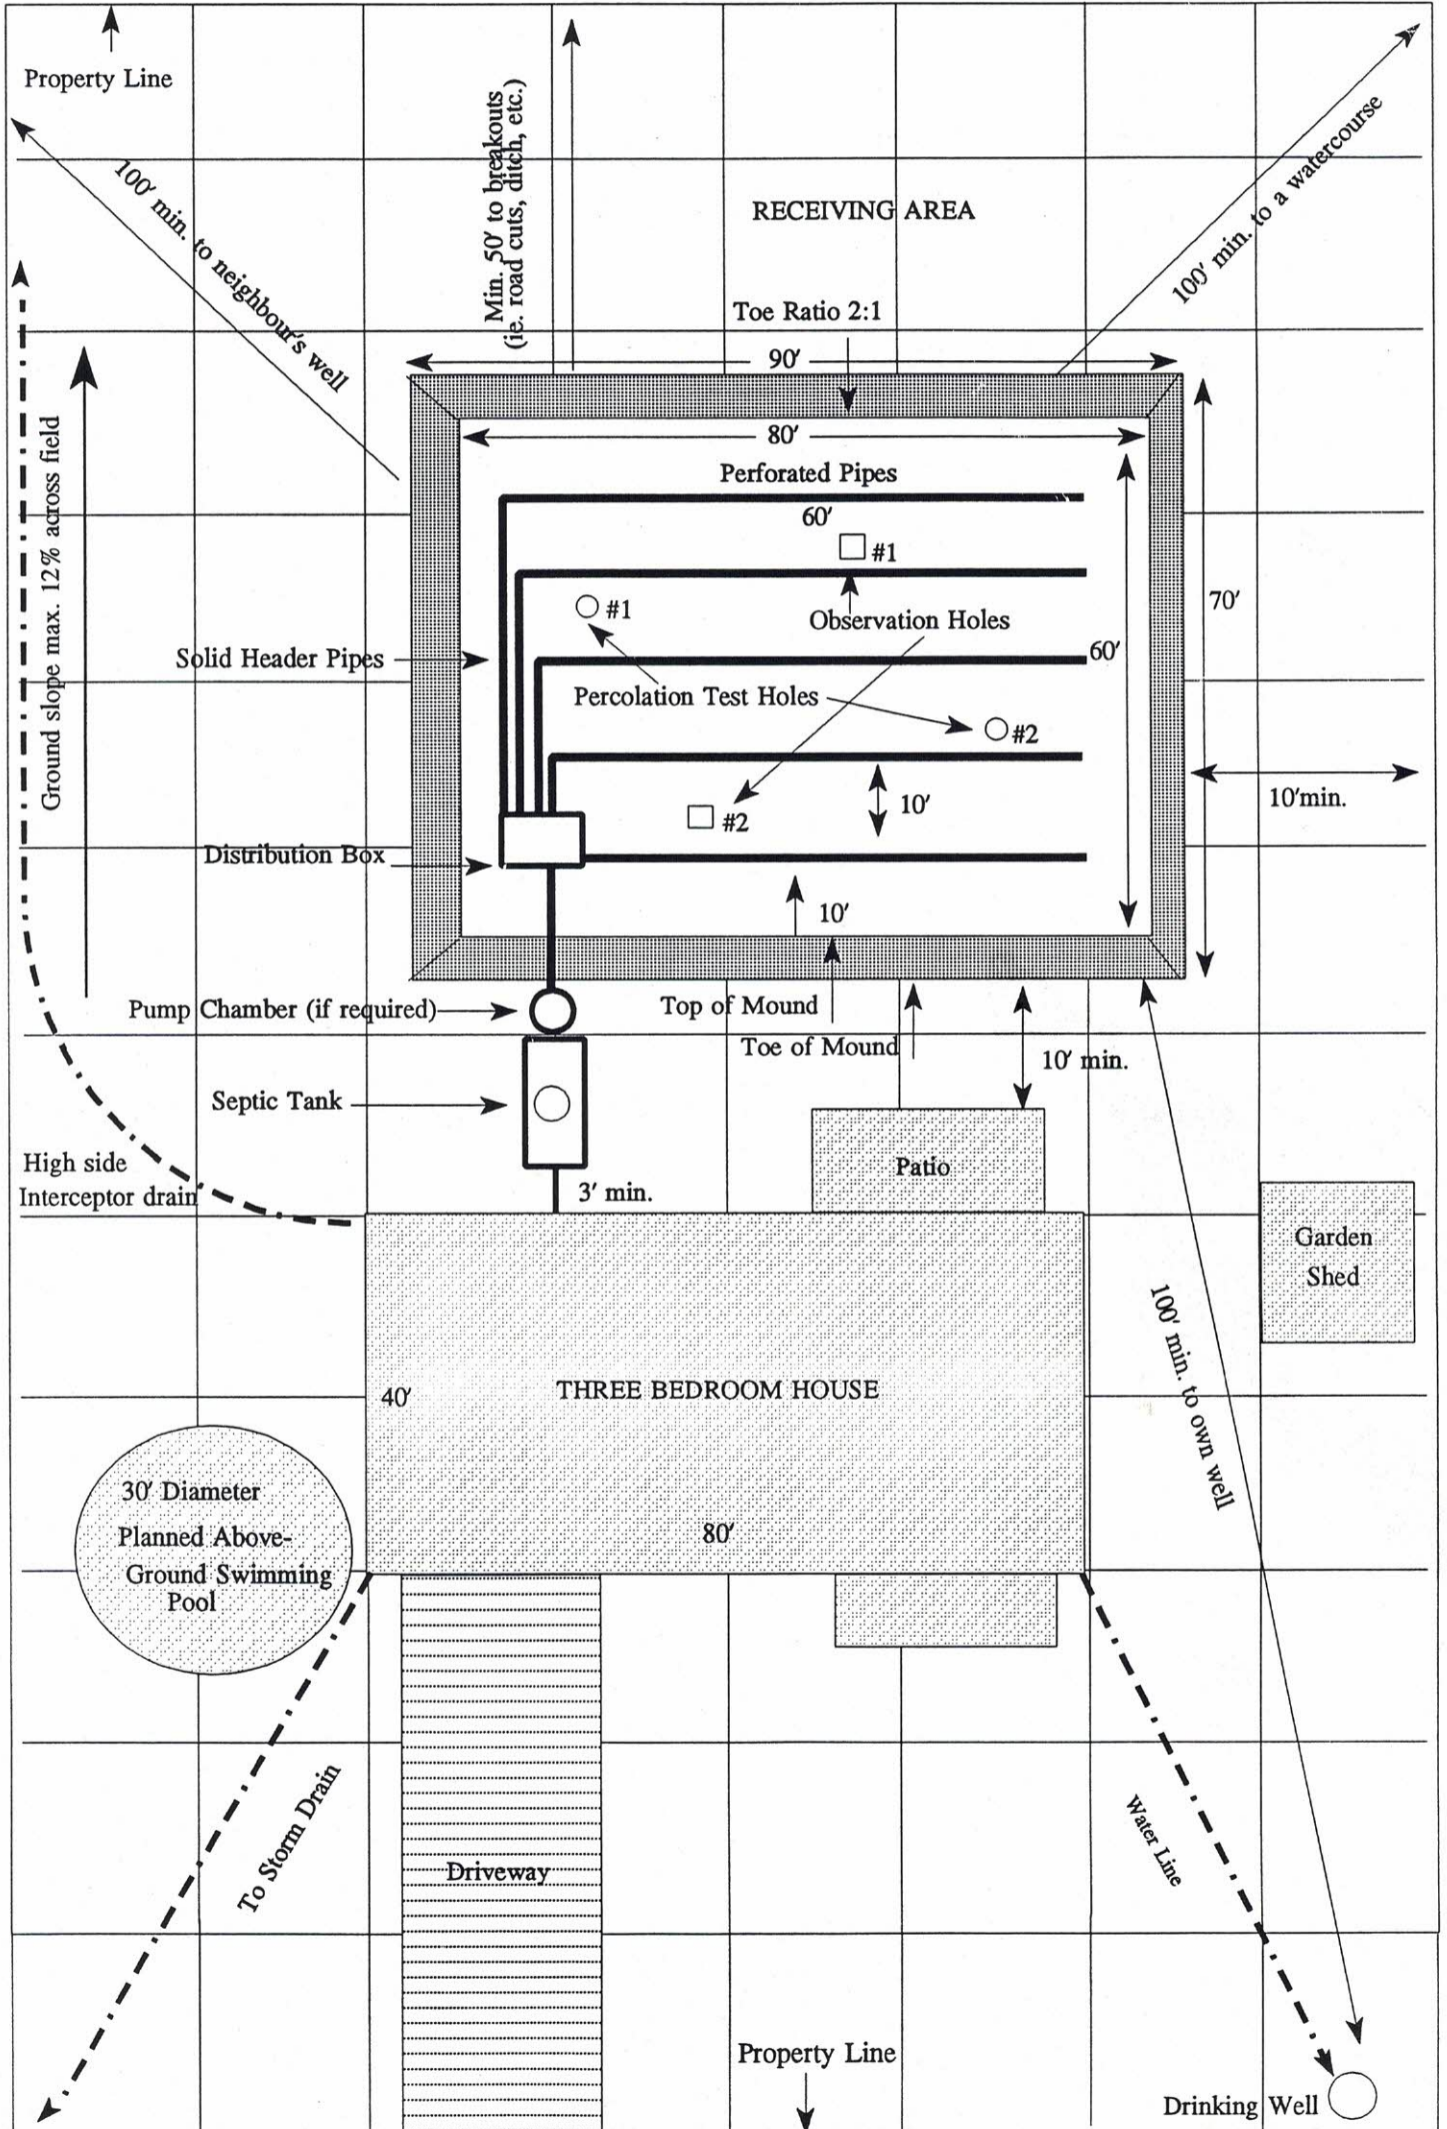 Property Line
Min. 50' to breakouts
(ie. road cuts, ditch, etc.)
100' min. to neighbour's well
100' min. to a watercourse
RECEIVING AREA
Toe Ratio 2:1
90'
80'
Ground slope max. 12% across field
Perforated Pipes
60'
#1
#1
Observation Holes
70'
Solid Header Pipes
60'
Percolation Test Holes
#2
10'min.
10'
#2
Distribution Box
10'
Pump Chamber (if required)
Top of Mound
Toe of Mound
10' min.
Septic Tank
High side
Interceptor drain
Patio
3' min.
Garden
Shed
100' min. to own well
40'
THREE BEDROOM HOUSE
30' Diameter
Planned Above-
Ground Swimming
Pool
80'
To Storm Drain
Driveway
Water Line
Property Line
Drinking Well